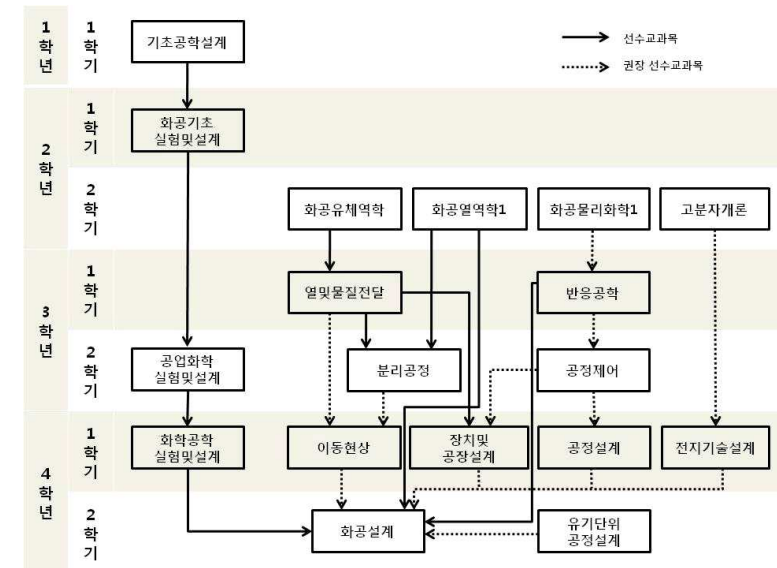 1
학
년
1
학
기
기초공학설계
선수교과목
권장 선수교과목
2
학
년
1
학
기
화공기초
실험및설계
2
학
기
화공유체역학
화공열역학1
화공물리화학1
고분자개론
3
학
년
1
학
기
열및물질전달
반응공학
2
학
기
공업화학
실험및설계
분리공정
공정제어
4
학
년
1
학
기
화학공학
실험및설계
이동현상
장치및
공장설계
공정설계
전지기술설계
2
학
기
화공설계
유기단위
공정설계